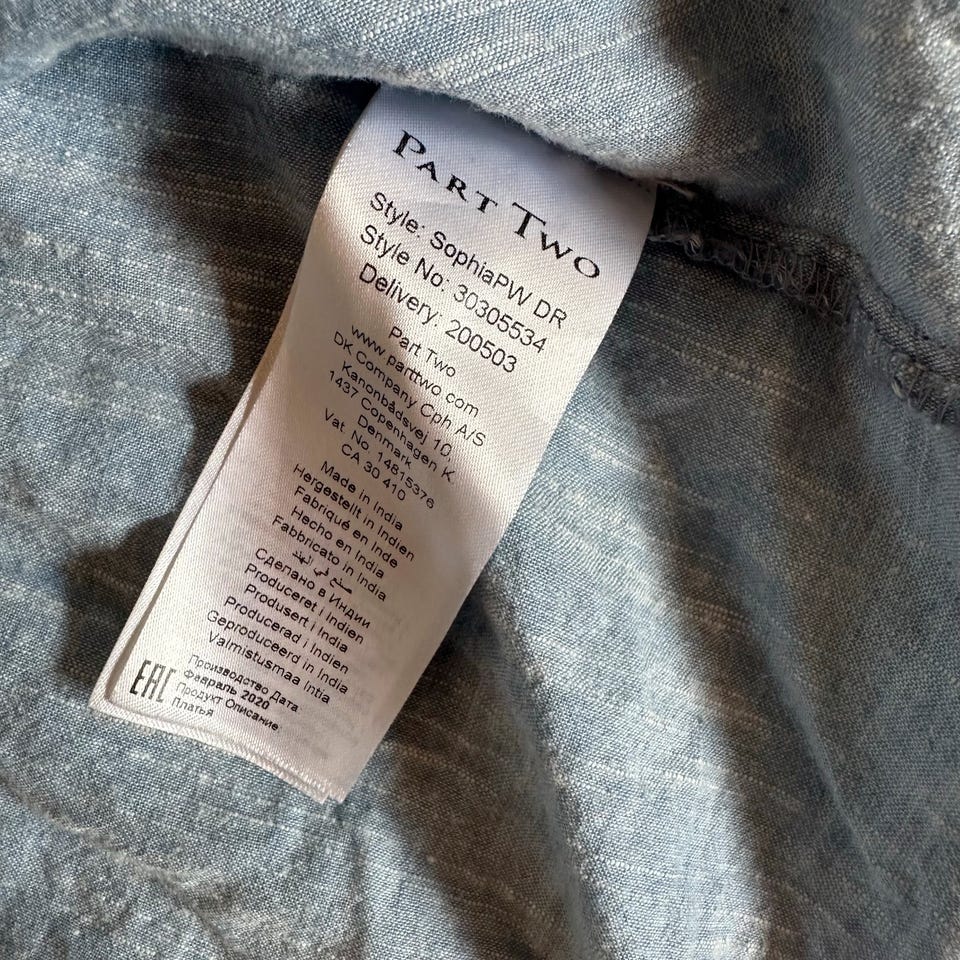 PART TWO
Style: SophiaPW DR
Style No: 30305534
Delivery: 200503
Part Two
www.parttwo.com
DK Company Cph A/S
Kanonbådsvej 10,
1437 Copenhagen K.
Denmark
Vat. No. 14815376
CA 30 410
Made in India
Hergestellt in Indien
Fabriqué en Inde
Hecho en India
Fabbricato in India
صنع في الهند
Сделано в Индии
Produceret i Indien
Produsert i India
Producerad i Indien
Geproduceerd in India
Valmistusmaa Intia
EAC
Производство Дата
Февраль 2020
Продукт Описание:
Платья